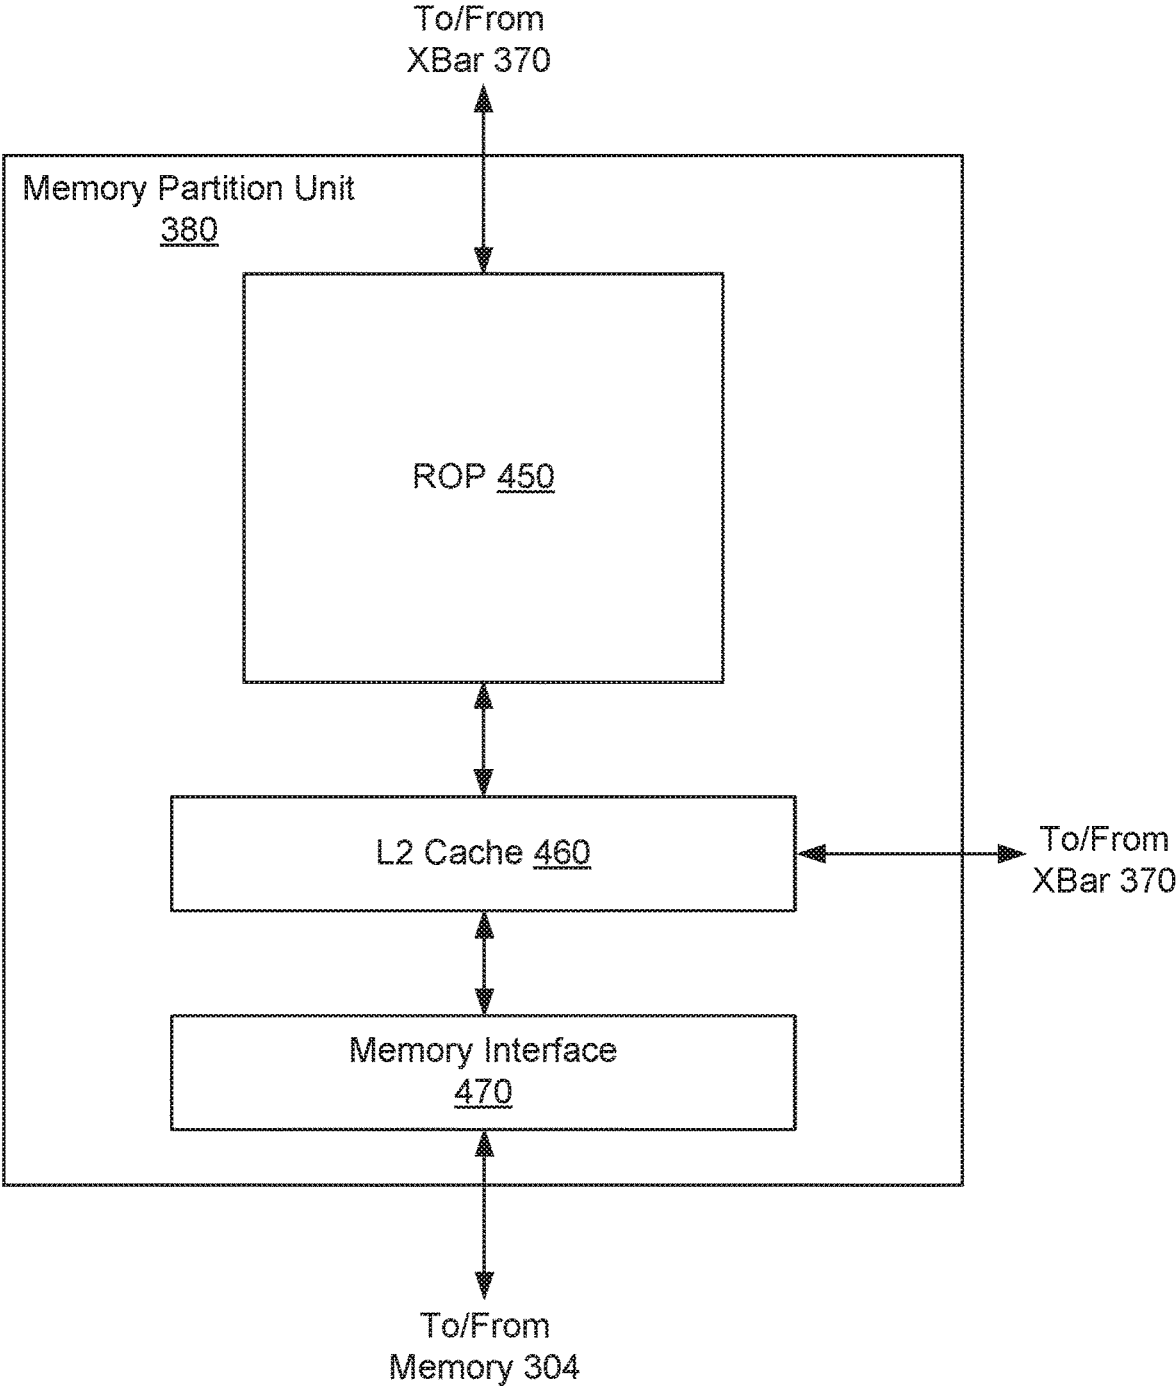 To/From
XBar 370
Memory Partition Unit
380
ROP 450
L2 Cache 460
To/From
XBar 370
Memory Interface
470
To/From
Memory 304